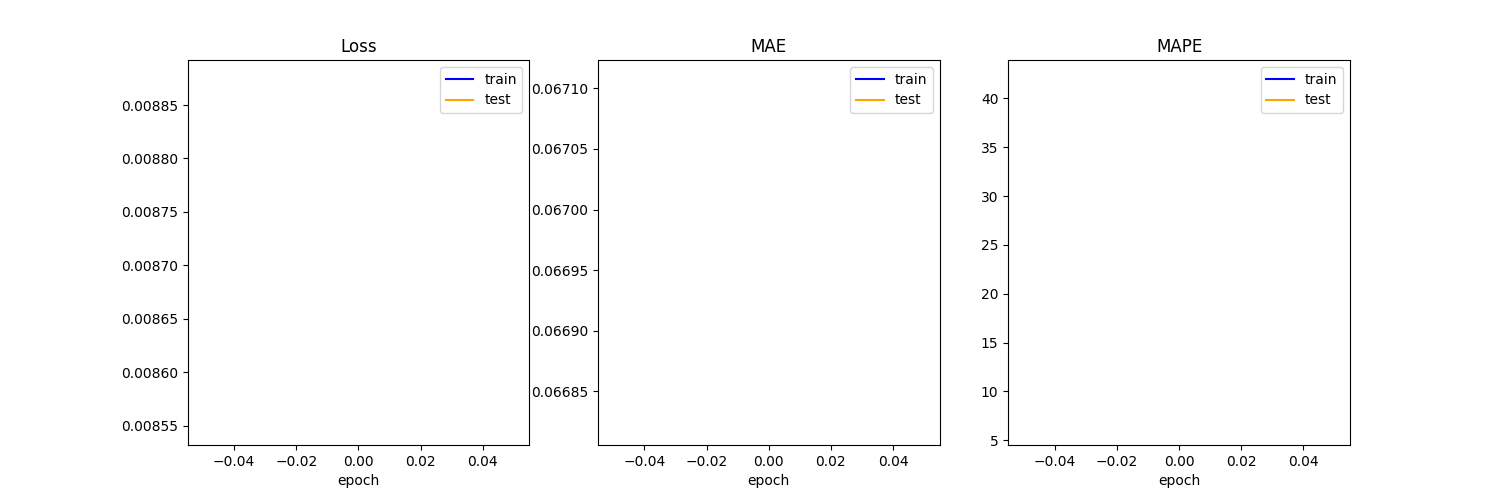 Loss
train
test
0.00885
0.00880
0.00875
0.00870
0.00865
0.00860
0.00855
−0.04 −0.02 0.00 0.02 0.04
epoch
MAE
train
test
0.06710
0.06705
0.06700
0.06695
0.06690
0.06685
−0.04 −0.02 0.00 0.02 0.04
epoch
MAPE
train
test
40
35
30
25
20
15
10
5
−0.04 −0.02 0.00 0.02 0.04
epoch